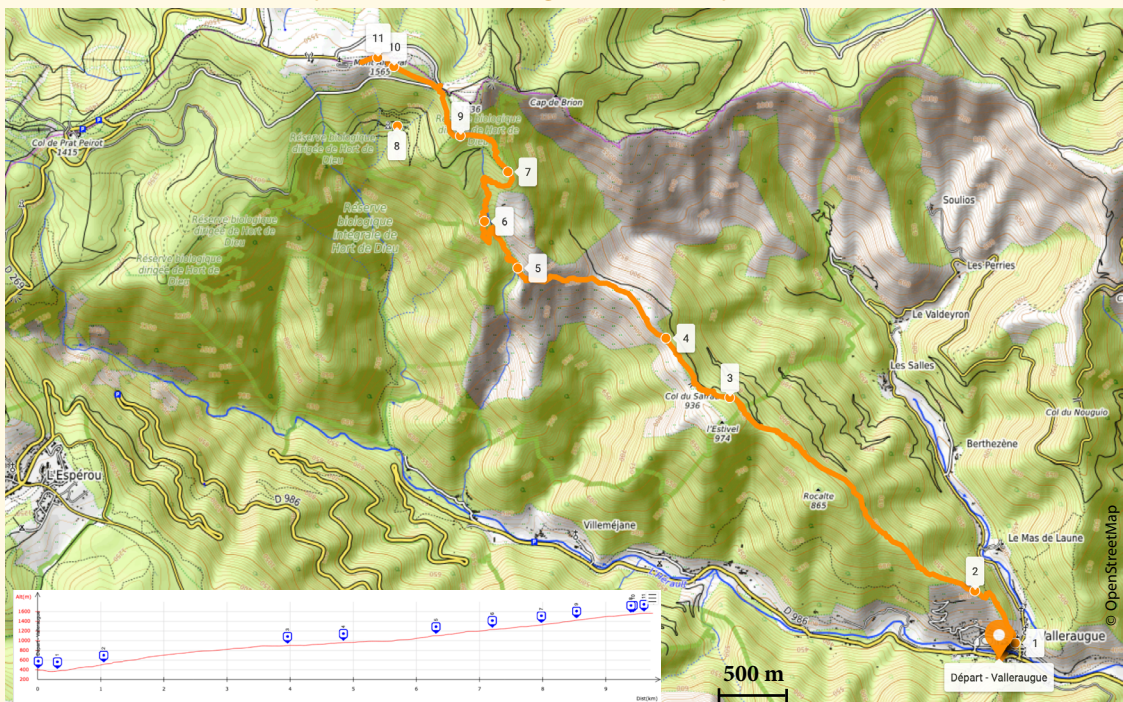 11
10
Mont Aigoual
1565
Cap de Brion
9
Col de Prat Peirot
1415
Réserve biologique
dirigée de Hort de
Dieu
8
7
Soulios
Réserve
biologique
intégrale de
Hort de Dieu
Réserve biologique
dirigée de Hort de
Dieu
6
Réserve biologique
dirigée de Hort de
Dieu
5
Les Perries
D 269
Le Valdeyron
4
Les Salles
3
936
l'Estivel
974
Col du Nouguio
Berthezène
L'Espérou
D 986
Rocalte
865
Villeméjane
Le Mas de Laune
2
L'Hérault
D 986
Valleraugue
1
Départ - Valleraugue
500 m
© OpenStreetMap
Alt(m)
1600
1400
1200
1000
800
600
400
200
0
1
2
3
4
5
6
7
8
9
Dist(km)